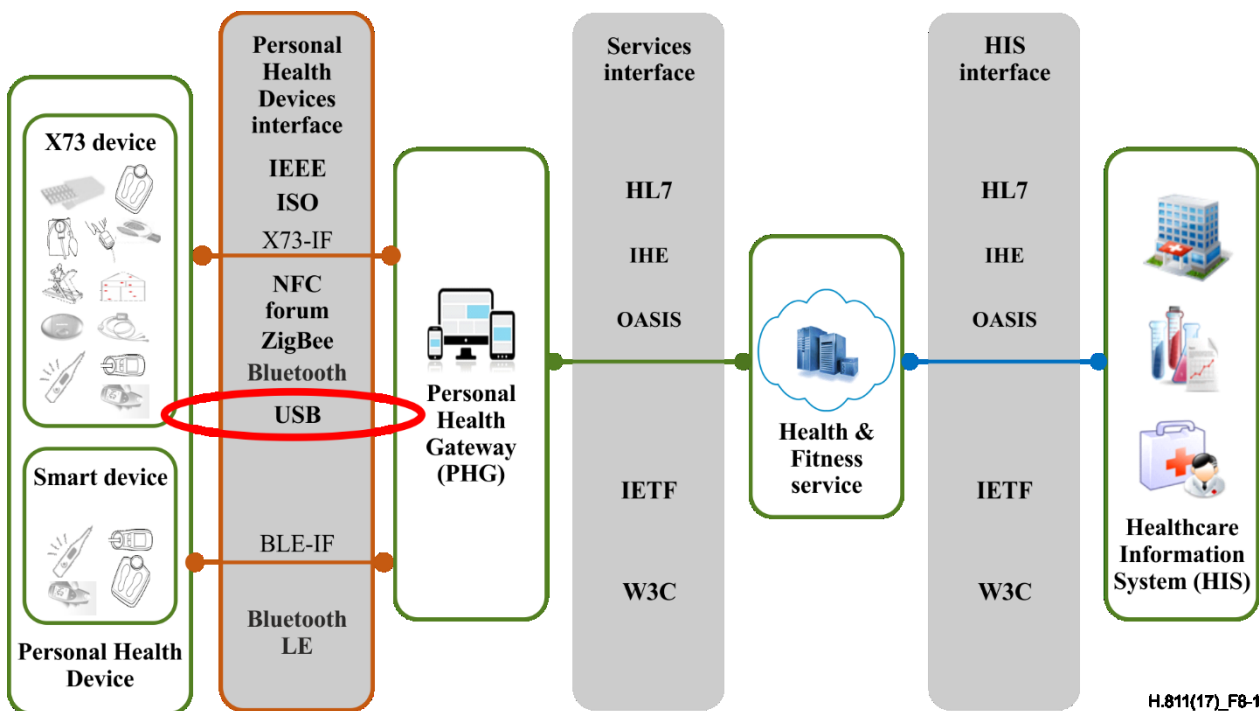 X73 device
Smart device
Personal Health
Device
Personal
Health
Devices
interface
IEEE
ISO
X73-IF
NFC
forum
ZigBee
Bluetooth
USB
BLE-IF
Bluetooth
LE
Personal
Health
Gateway
(PHG)
Services
interface
HL7
IHE
OASIS
IETF
W3C
Health &
Fitness
service
HIS
interface
HL7
IHE
OASIS
IETF
W3C
Healthcare
Information
System (HIS)
H.811(17)_F8-1